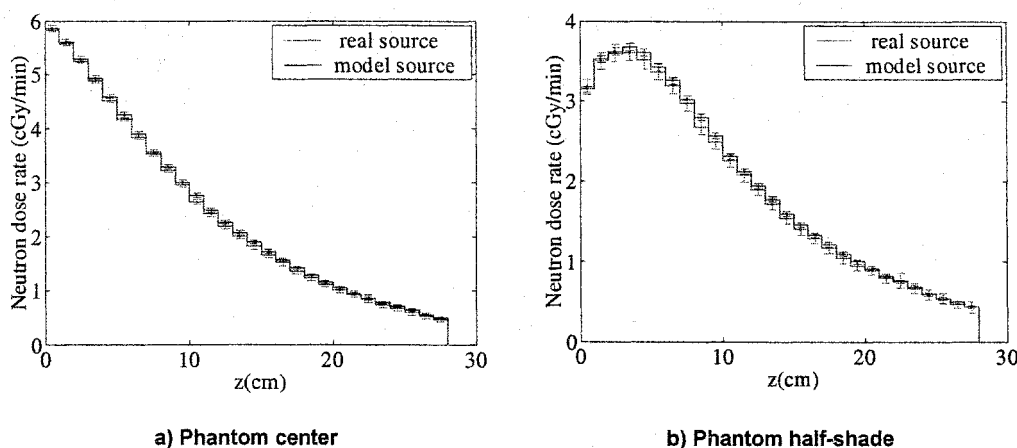 6
5
4
3
2
1
0
Neutron dose rate (cGy/min)
real source
model source
0
10
20
30
z(cm)
a) Phantom center
4
3
2
1
0
Neutron dose rate (cGy/min)
real source
model source
0
10
20
30
z(cm)
b) Phantom half-shade